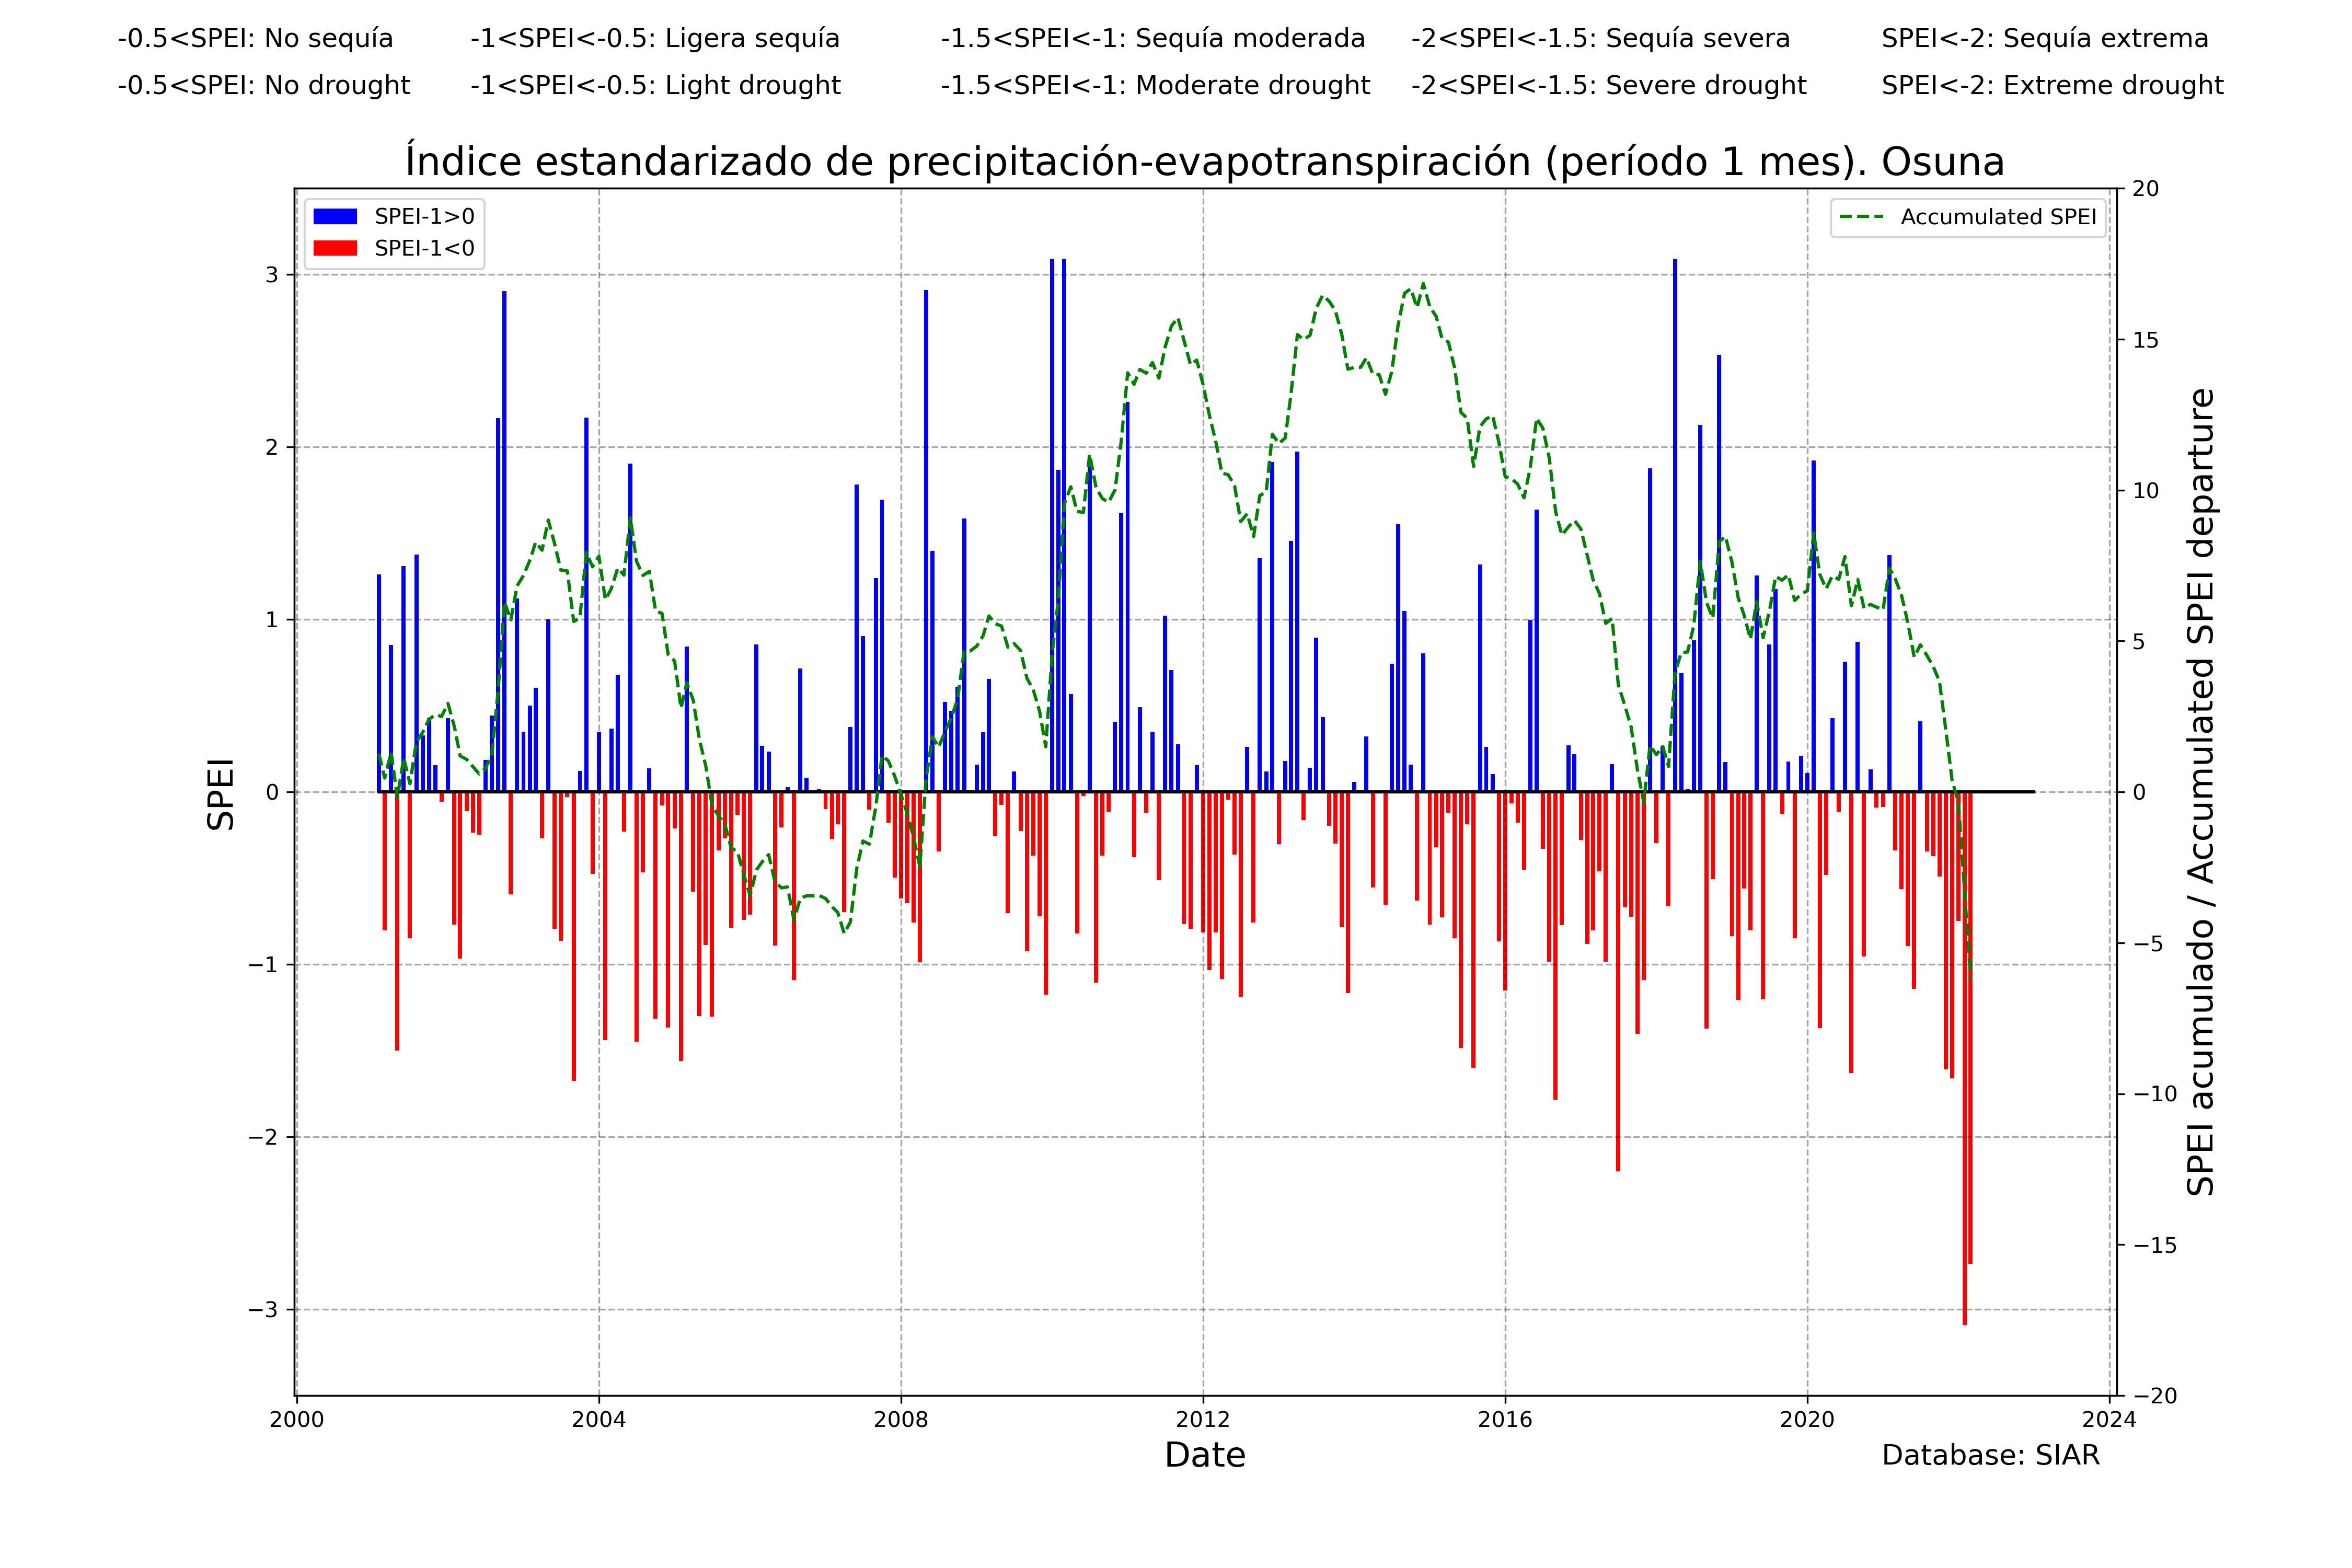 -0.5<SPEI: No sequía -1<SPEI<-0.5: Ligera sequía -1.5<SPEI<-1: Sequía moderada -2<SPEI<-1.5: Sequía severa SPEI<-2: Sequía extrema
-0.5<SPEI: No drought -1<SPEI<-0.5: Light drought -1.5<SPEI<-1: Moderate drought -2<SPEI<-1.5: Severe drought SPEI<-2: Extreme drought
Índice estandarizado de precipitación-evapotranspiración (período 1 mes). Osuna
SPEI-1>0
SPEI-1<0
Accumulated SPEI
SPEI
3
2
1
0
−1
−2
−3
20
15
10
5
0
−5
−10
−15
−20
SPEI acumulado / Accumulated SPEI departure
2000 2004 2008 2012 2016 2020 2024
Date
Database: SIAR